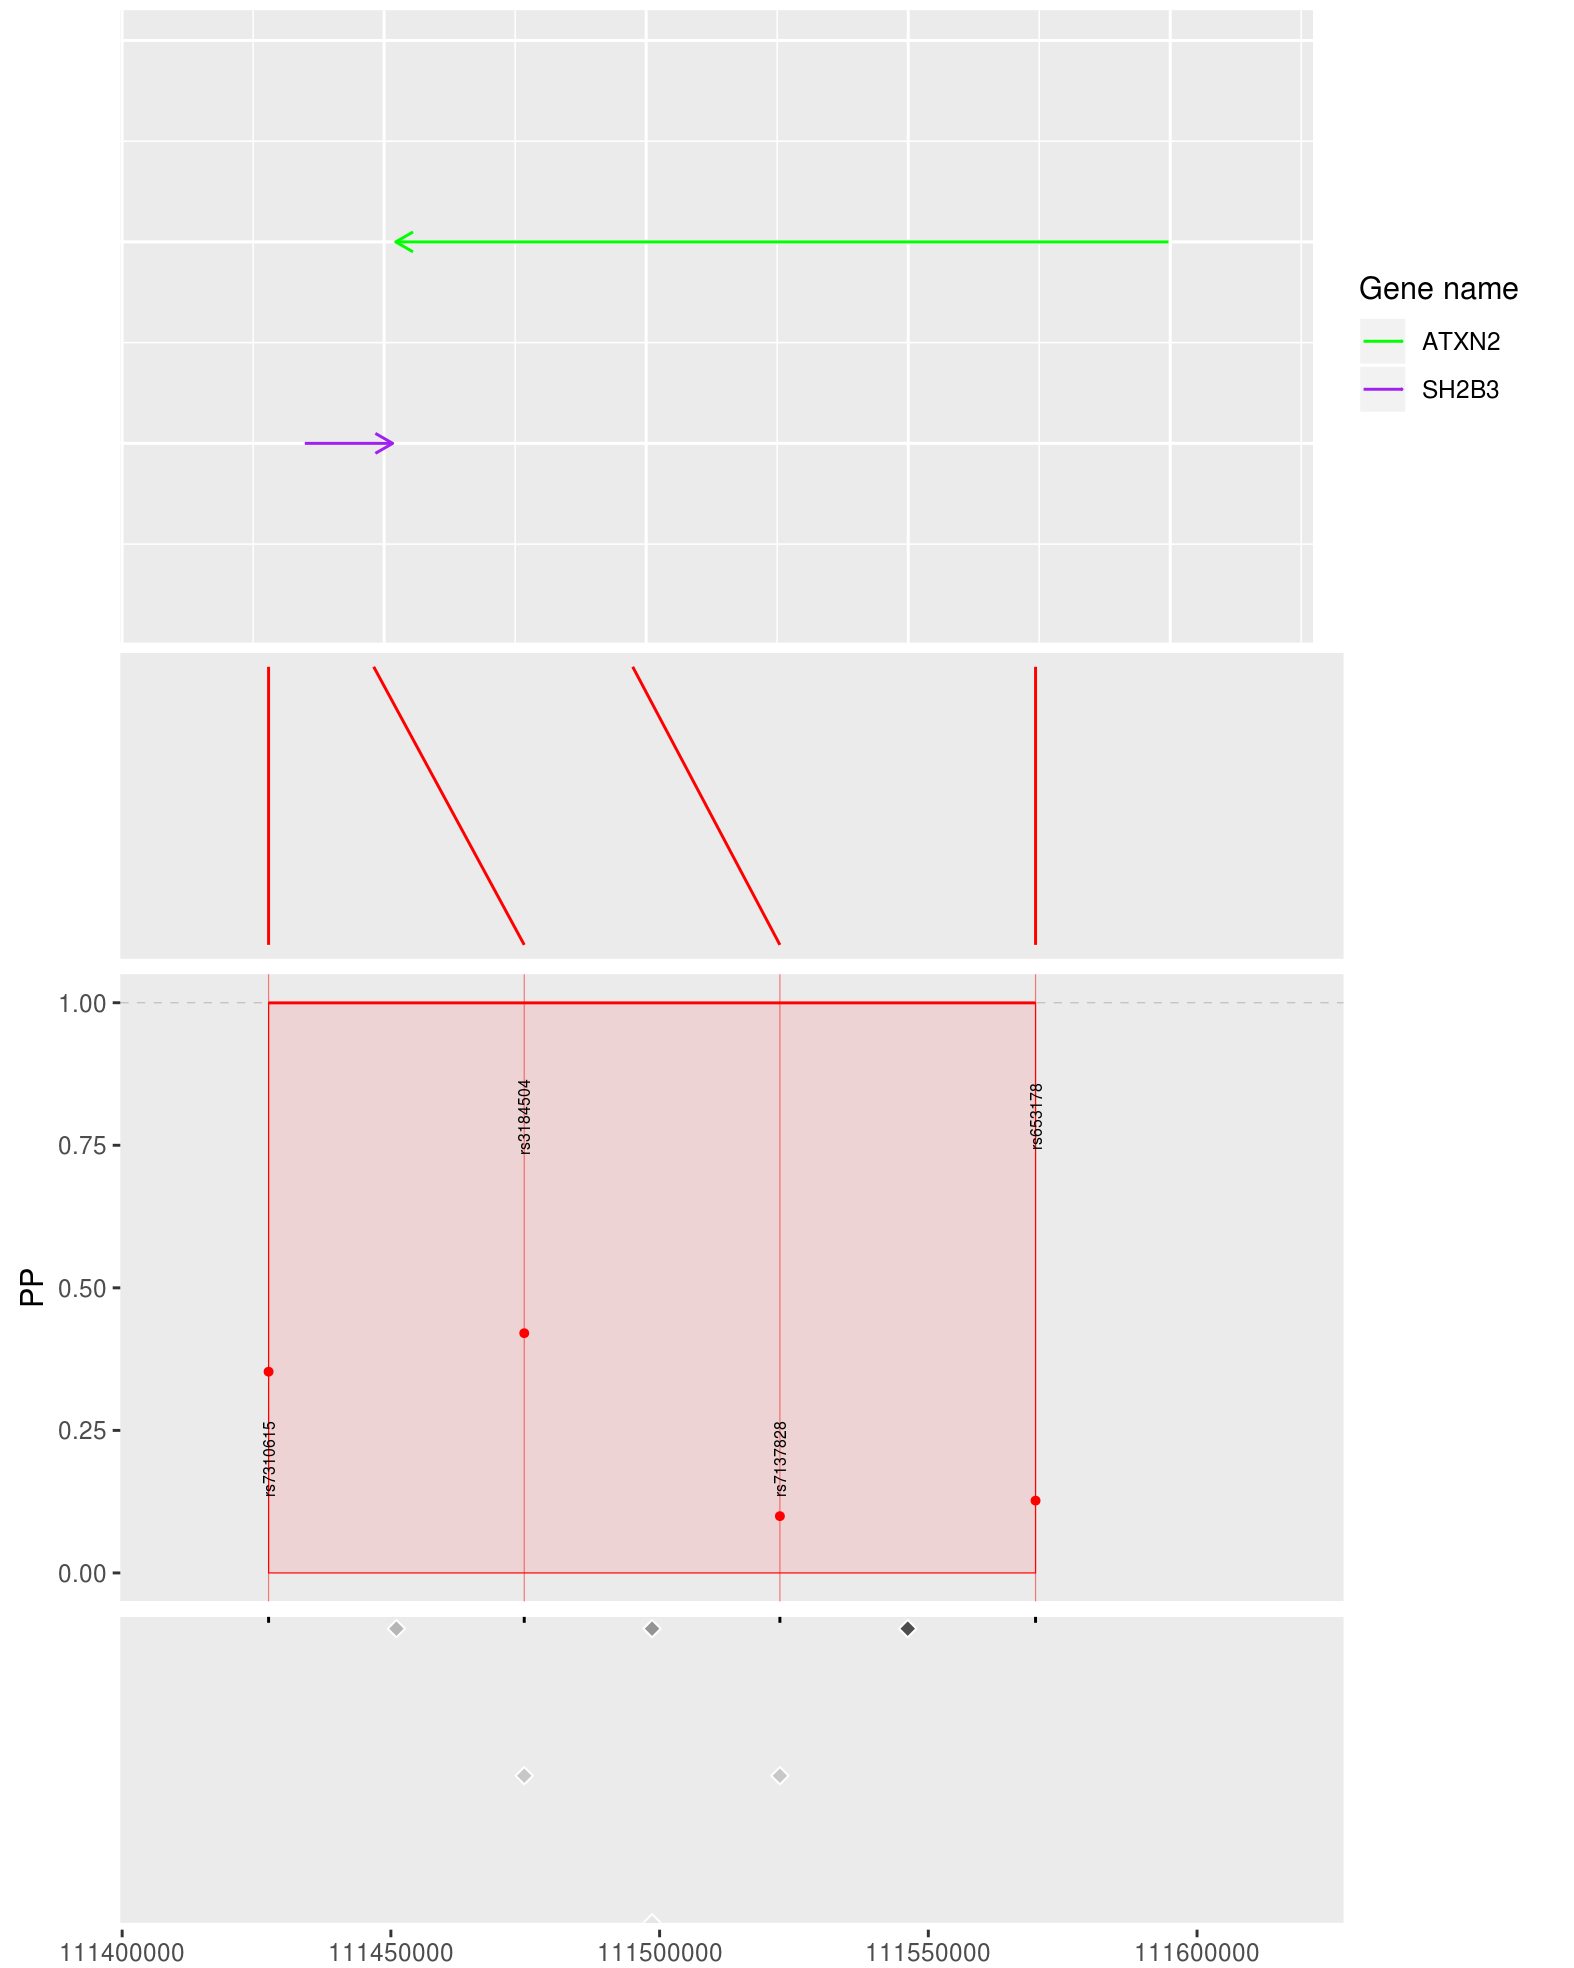 Gene name
ATXN2
SH2B3
PP
1.00
0.75
0.50
0.25
0.00
rs7310615
rs3184504
rs7137828
rs653178
111400000
111450000
111500000
111550000
111600000